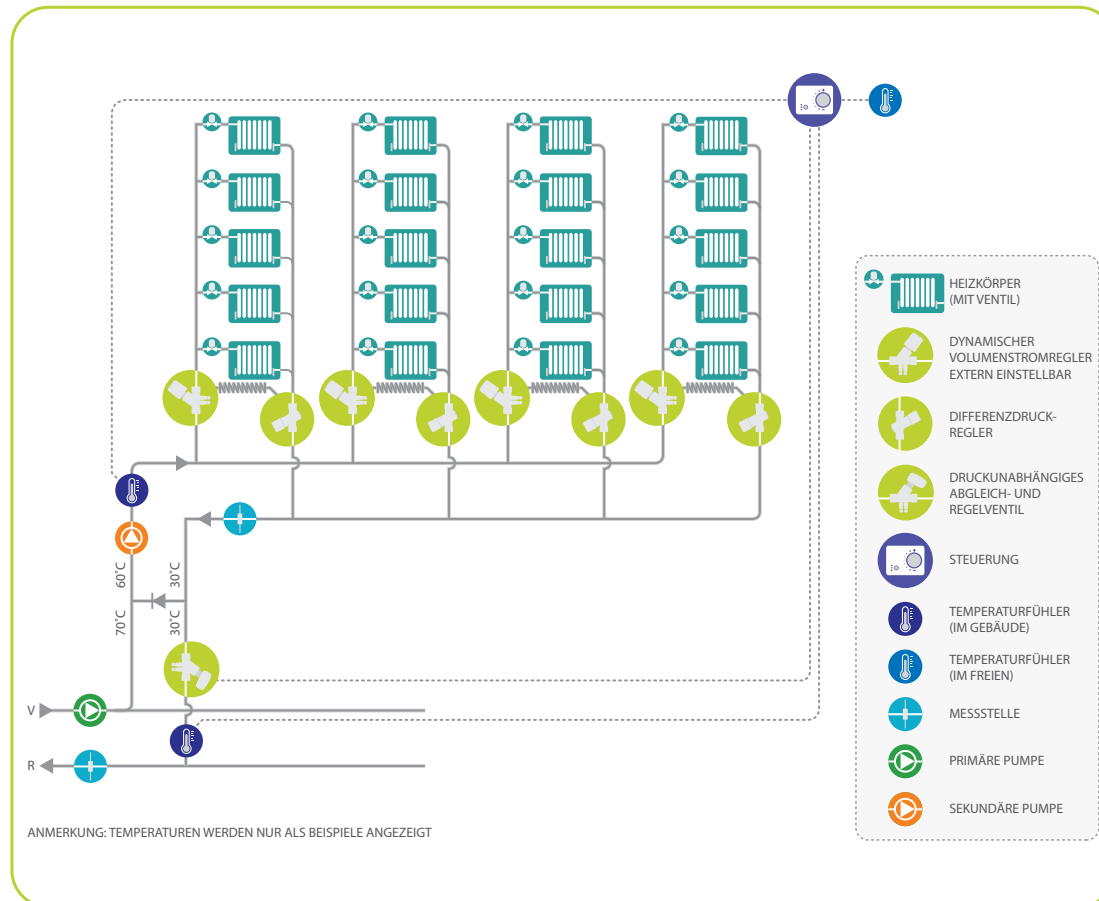 HEIZKÖRPER
(MIT VENTIL)
DYNAMISCHER
VOLUMENSTROMREGLER
EXTERN EINSTELLBAR
DIFFERENZDRUCK-
REGLER
DRUCKUNABHÄNGIGES
ABGLEICH- UND
REGELVENTIL
STEUERUNG
TEMPERATURFÜHLER
(IM GEBÄUDE)
TEMPERATURFÜHLER
(IM FREIEN)
MESSSTELLE
PRIMÄRE PUMPE
SEKUNDÄRE PUMPE
60°C
30°C
70°C
30°C
V
R
ANMERKUNG: TEMPERATUREN WERDEN NUR ALS BEISPIELE ANGEZEIGT